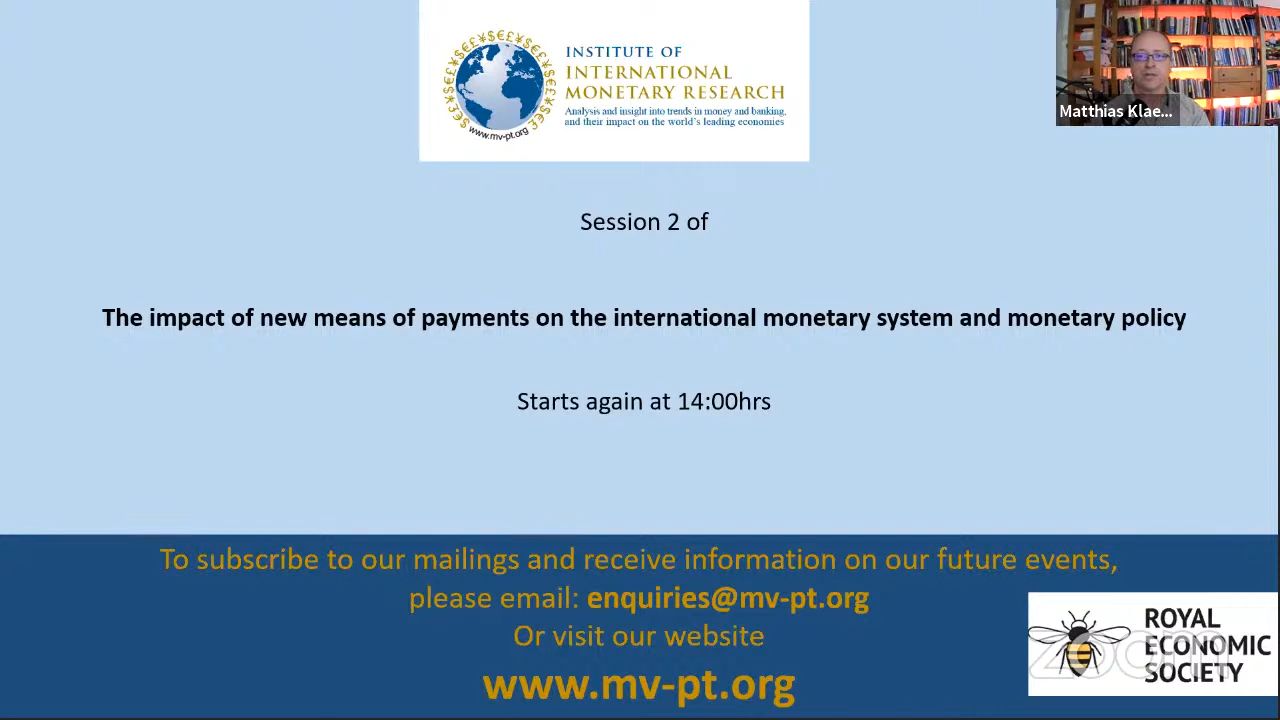 INSTITUTE OF
INTERNATIONAL
MONETARY RESEARCH
Analysis and insight into trends in money and banking,
and their impact on the world's leading economies
www.mv-pt.org
Matthias Klae...
Session 2 of
The impact of new means of payments on the international monetary system and monetary policy
Starts again at 14:00hrs
To subscribe to our mailings and receive information on our future events,
please email: enquiries@mv-pt.org
Or visit our website
www.mv-pt.org
ROYAL
ECONOMIC
SOCIETY
zoom